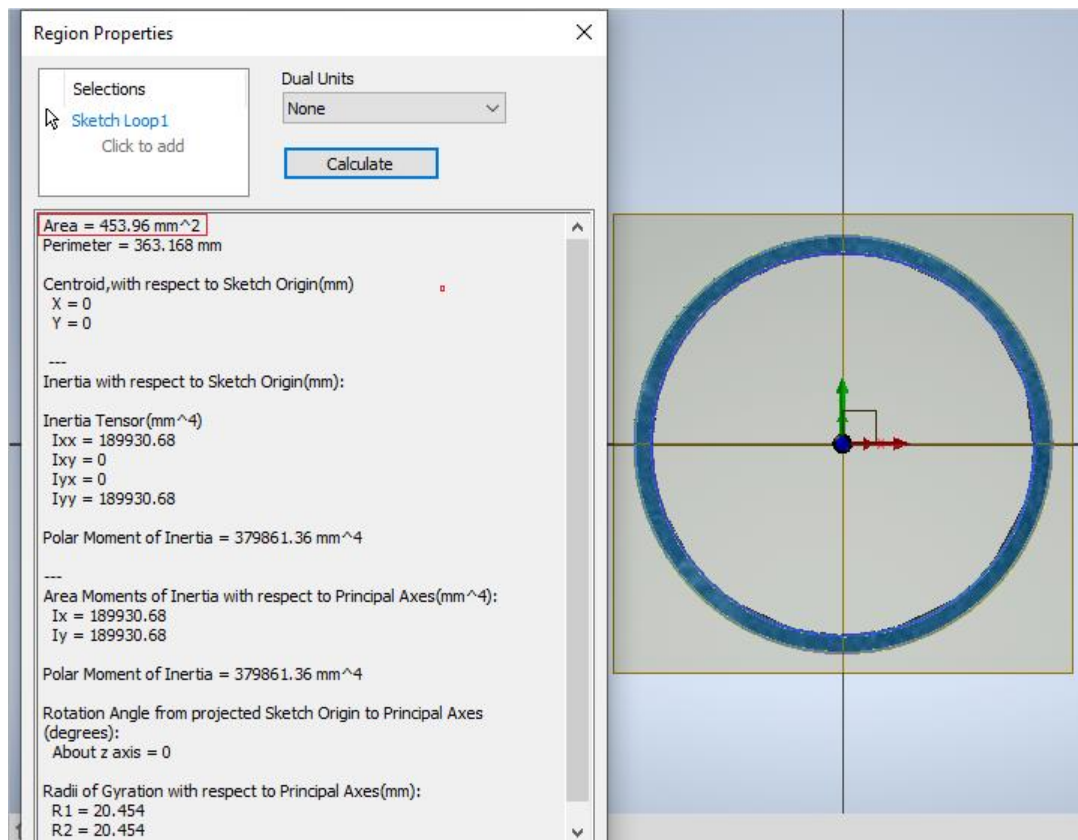 Region Properties
Selections
Sketch Loop1
Click to add
Dual Units
None
Calculate
Area = 453.96 mm^2
Perimeter = 363.168 mm
Centroid,with respect to Sketch Origin(mm)
X = 0
Y = 0
---
Inertia with respect to Sketch Origin(mm):
Inertia Tensor(mm^4)
Ixx = 189930.68
Ixy = 0
Iyx = 0
Iyy = 189930.68
Polar Moment of Inertia = 379861.36 mm^4
---
Area Moments of Inertia with respect to Principal Axes(mm^4):
Ix = 189930.68
Iy = 189930.68
Polar Moment of Inertia = 379861.36 mm^4
Rotation Angle from projected Sketch Origin to Principal Axes
(degrees):
About z axis = 0
Radii of Gyration with respect to Principal Axes(mm):
R1 = 20.454
R2 = 20.454